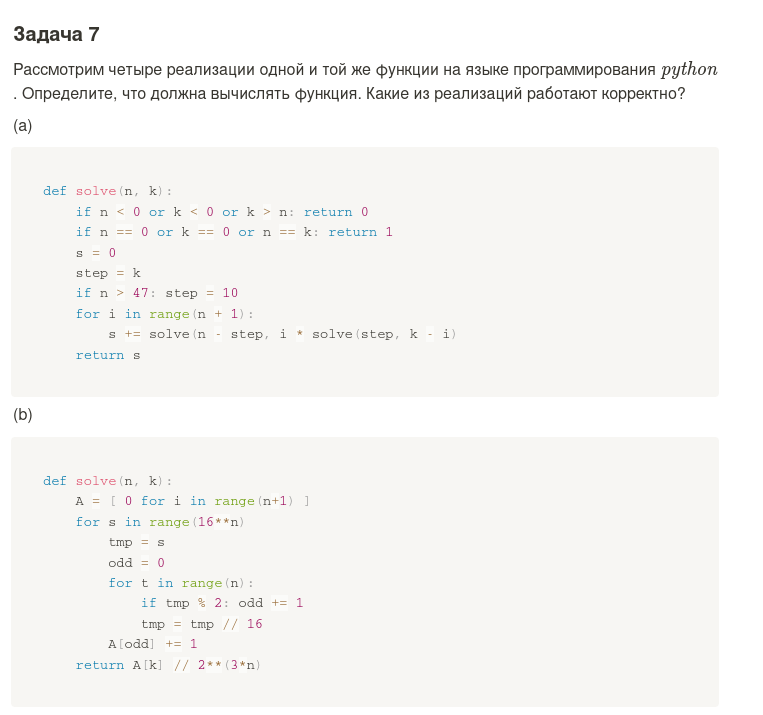 Задача 7
Рассмотрим четыре реализации одной и той же функции на языке программирования python
. Определите, что должна вычислять функция. Какие из реализаций работают корректно?
(a)
def solve(n, k):
    if n < 0 or k < 0 or k > n: return 0
    if n == 0 or k == 0 or n == k: return 1
    s = 0
    step = k
    if n > 47: step = 10
    for i in range(n + 1):
        s += solve(n - step, i * solve(step, k - i)
    return s
(b)
def solve(n, k):
    A = [ 0 for i in range(n+1) ]
    for s in range(16**n)
        tmp = s
        odd = 0
        for t in range(n):
            if tmp % 2: odd += 1
            tmp = tmp // 16
        A[odd] += 1
    return A[k] // 2**(3*n)